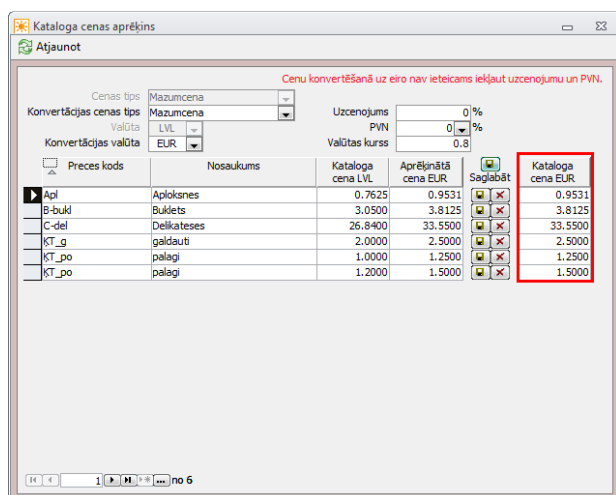 Kataloga cenas aprēķins
Atjaunot
Cenu konvertēšanā uz eiro nav ieteicams iekļaut uzcenojumu un PVN.
Cenas tips Mazumcena
Konvertācijas cenas tips Mazumcena Uzcenojums 0 %
Valūta LVL PVN 0 %
Konvertācijas valūta EUR Valūtas kurss 0.8
Preces kods Nosaukums Kataloga cena LVL Aprēķinātā cena EUR Saglabāt Kataloga cena EUR
Apl Aploksnes 0.7625 0.9531 0.9531
B-bukl Buklets 3.0500 3.8125 3.8125
C-del Delikateses 26.8400 33.5500 33.5500
ĶT_g galdauti 2.0000 2.5000 2.5000
ĶT_po palagi 1.0000 1.2500 1.2500
ĶT_po palagi 1.2000 1.5000 1.5000
1 no 6